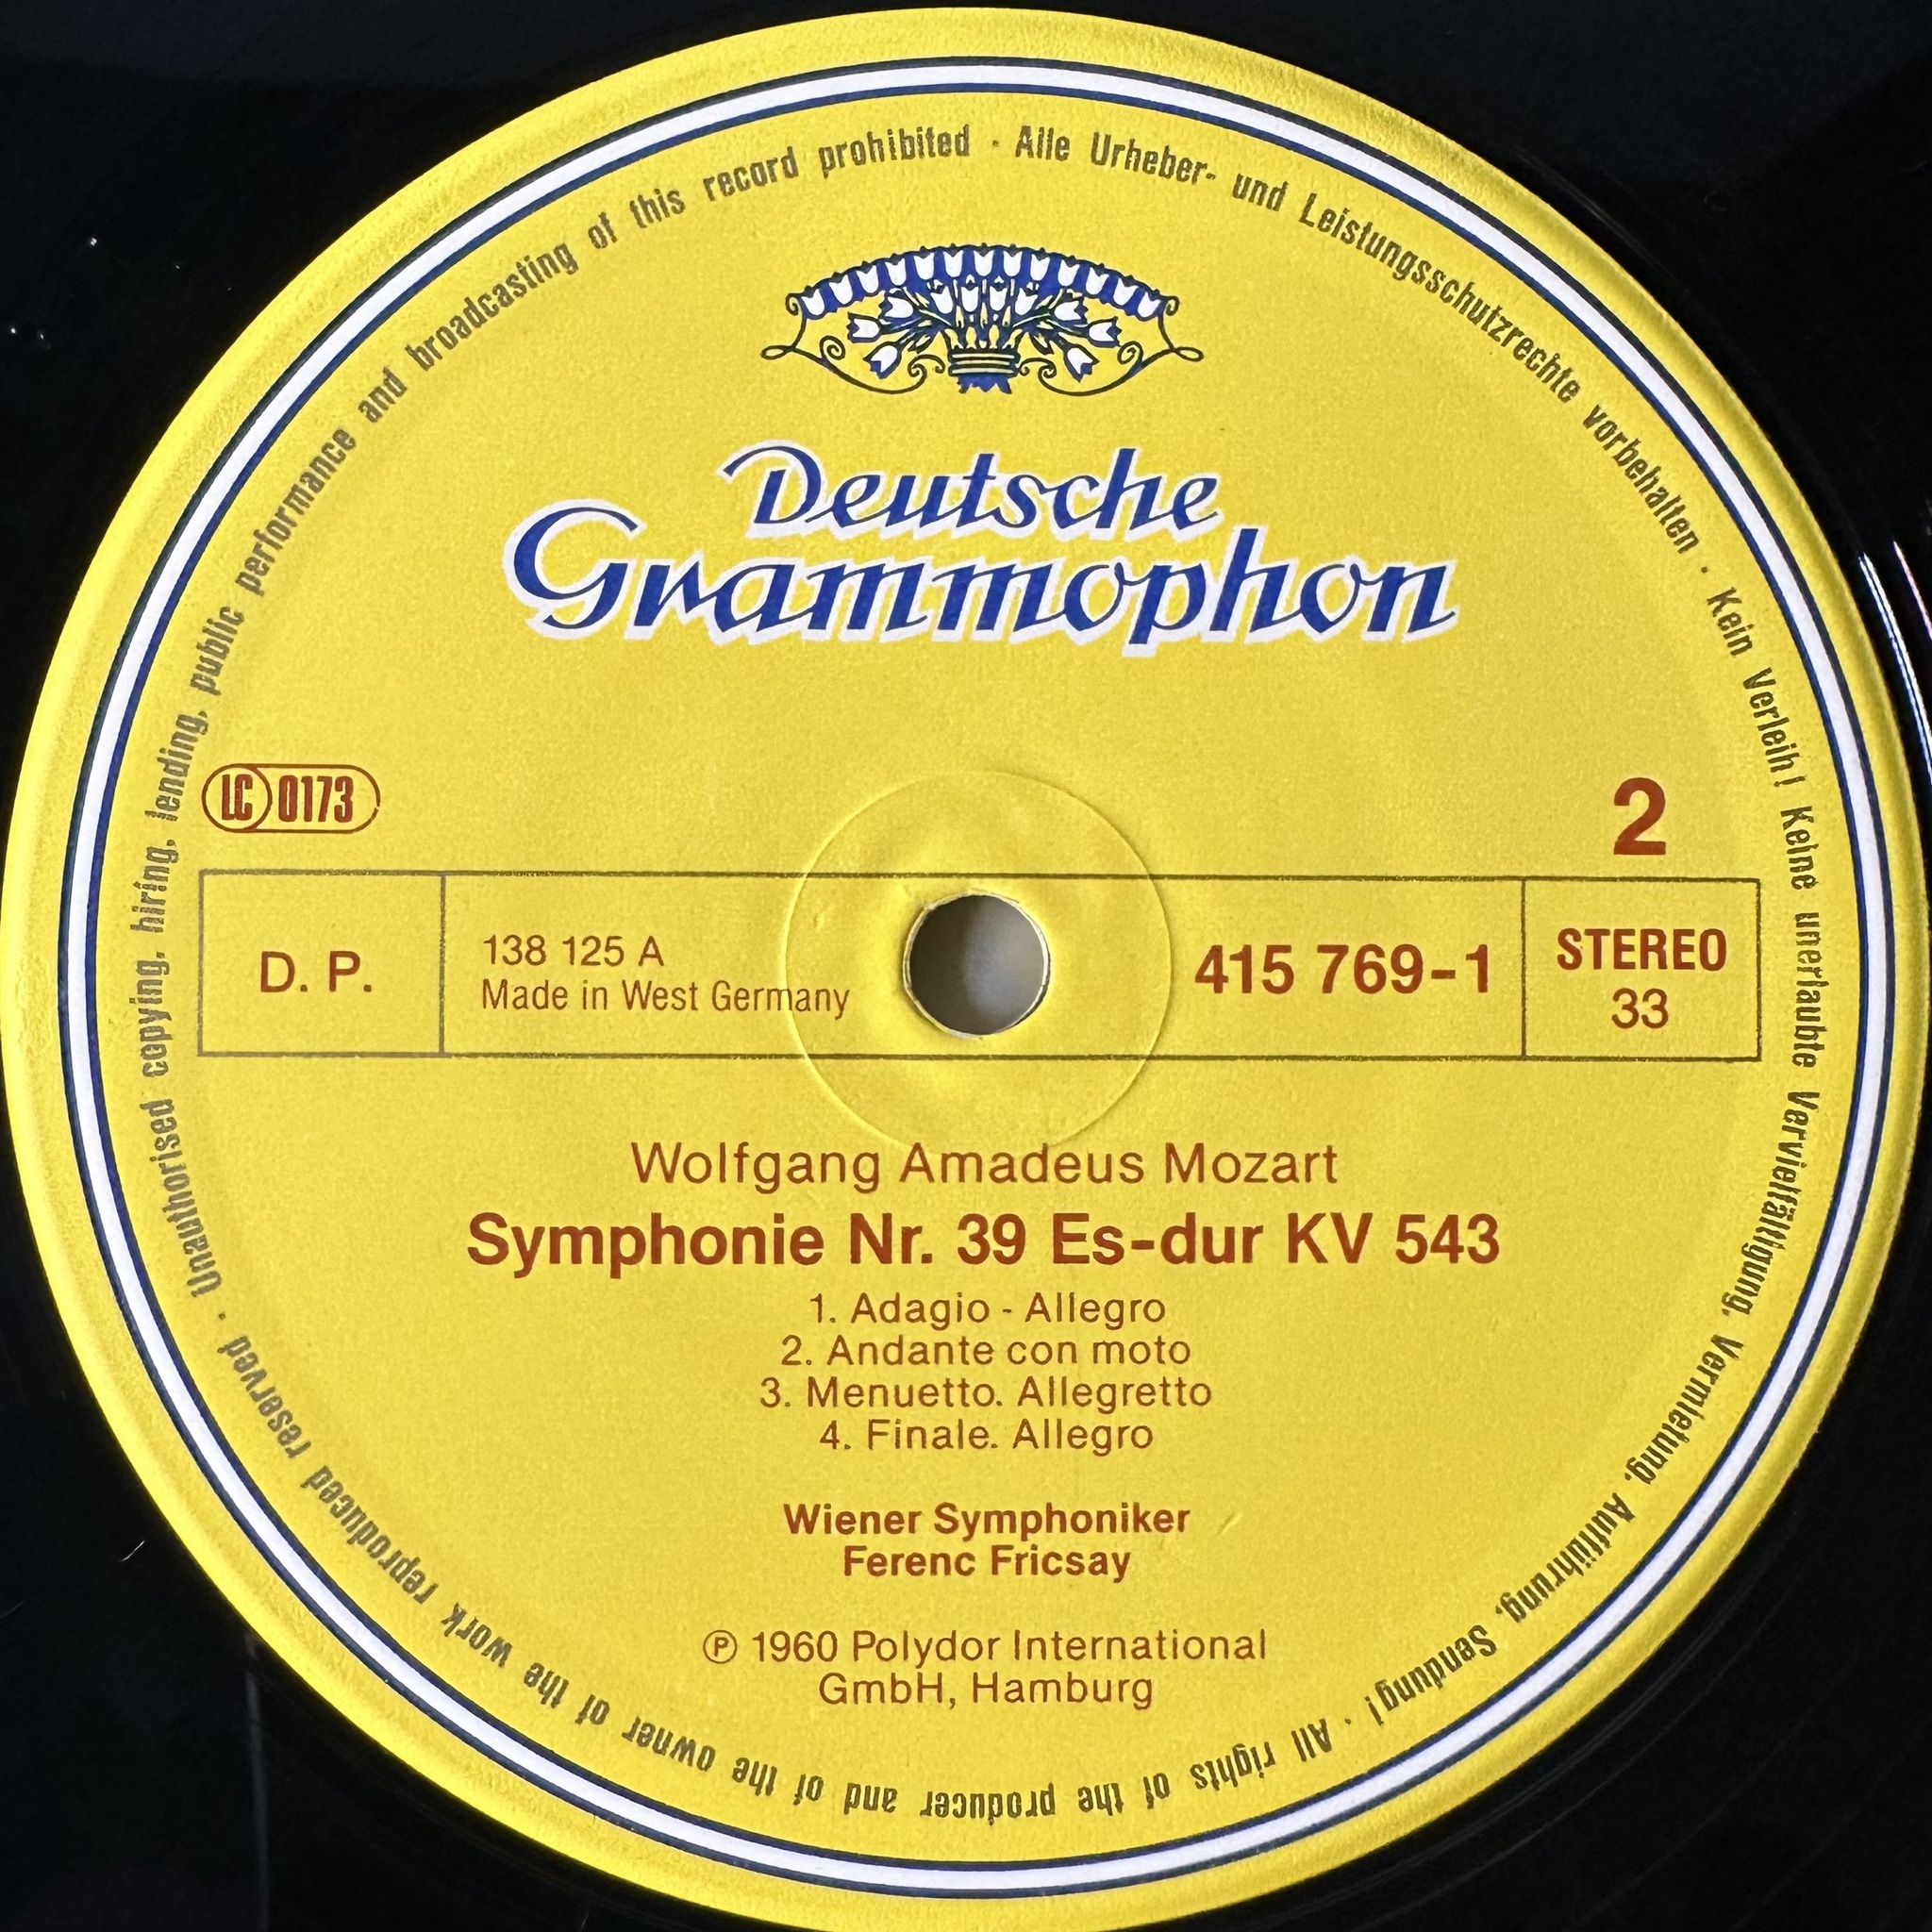 Alle Urheber- und Leistungsschutzrechte vorbehalten · Kein Verleih! Keine unerlaubte Vervielfältigung, Vermietung, Aufführung, Sendung! · All rights of the producer and of the owner of the work reproduced reserved · Unauthorised copying, hiring, lending, public performance and broadcasting of this record prohibited ·
Deutsche
Grammophon
LC 0173
2
D. P.
138 125 A
Made in West Germany
415 769-1
STEREO
33
Wolfgang Amadeus Mozart
Symphonie Nr. 39 Es-dur KV 543
1. Adagio - Allegro
2. Andante con moto
3. Menuetto. Allegretto
4. Finale. Allegro
Wiener Symphoniker
Ferenc Fricsay
℗ 1960 Polydor International
GmbH, Hamburg